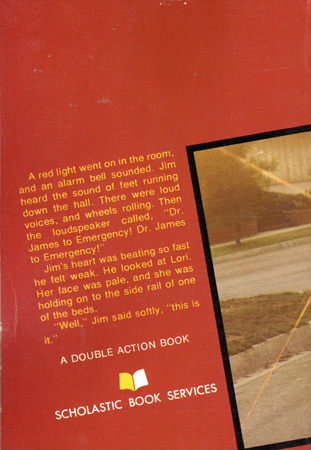 A red light went on in the room,
and an alarm bell sounded. Jim
heard the sound of feet running
down the hall. There were loud
voices, and wheels rolling. Then
the loudspeaker called, "Dr.
James to Emergency! Dr. James
to Emergency!"
Jim's heart was beating so fast
he felt weak. He looked at Lori.
Her face was pale, and she was
holding on to the side rail of one
of the beds.
"Well," Jim said softly, "this is
it."
A DOUBLE ACTION BOOK
SCHOLASTIC BOOK SERVICES